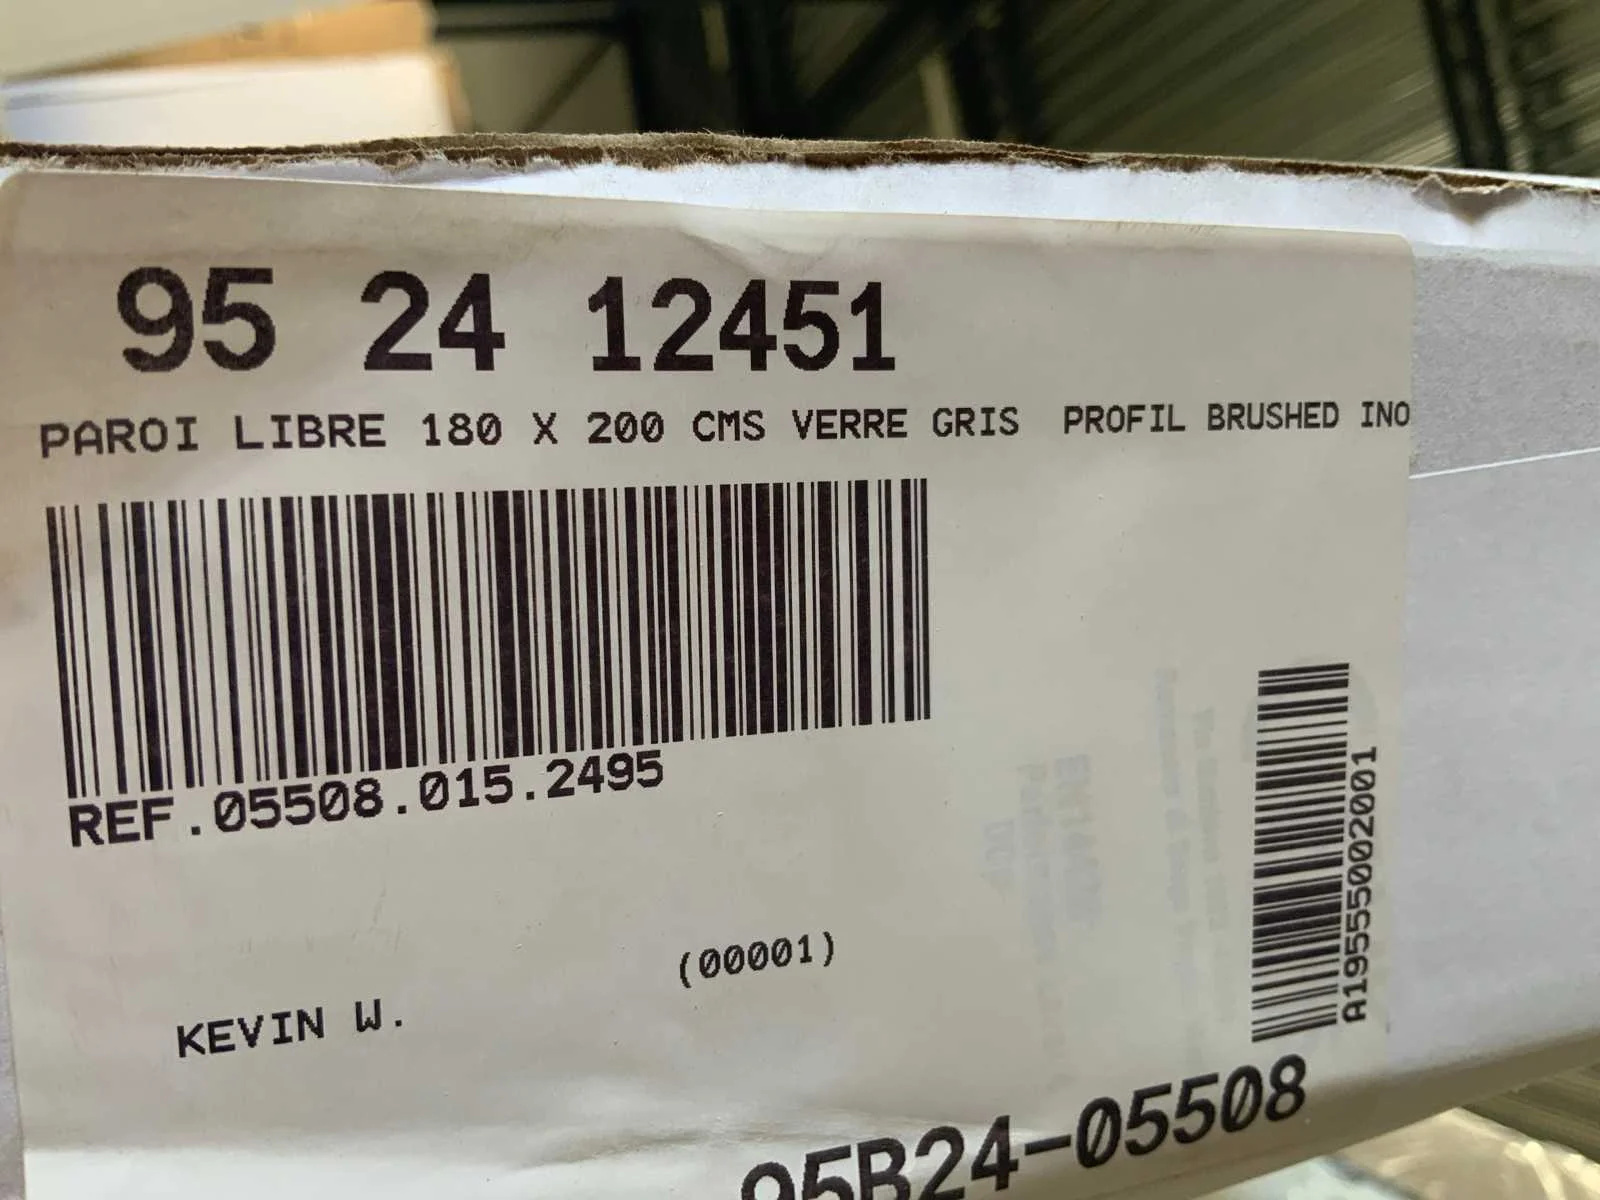 95 24 12451
PAROI LIBRE 180 X 200 CMS VERRE GRIS PROFIL BRUSHED INO
REF.05508.015.2495
(00001)
KEVIN W.
A19555002001
95B24-05508